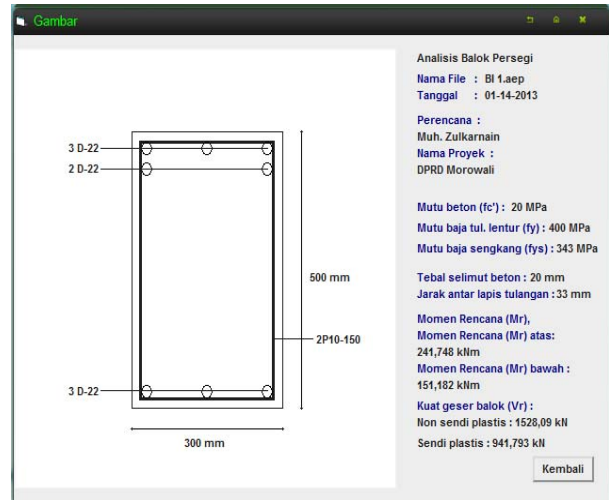 Gambar
3 D-22
2 D-22
500 mm
2P10-150
3 D-22
300 mm
Analisis Balok Persegi
Nama File : Bl 1.aep
Tanggal : 01-14-2013
Perencana :
Muh. Zulkarnain
Nama Proyek :
DPRD Morowali
Mutu beton (fc') : 20 MPa
Mutu baja tul. lentur (fy) : 400 MPa
Mutu baja sengkang (fys) : 343 MPa
Tebal selimut beton : 20 mm
Jarak antar lapis tulangan :33 mm
Momen Rencana (Mr),
Momen Rencana (Mr) atas:
241,748 kNm
Momen Rencana (Mr) bawah :
151,182 kNm
Kuat geser balok (Vr) :
Non sendi plastis : 1528,09 kN
Sendi plastis : 941,793 kN
Kembali